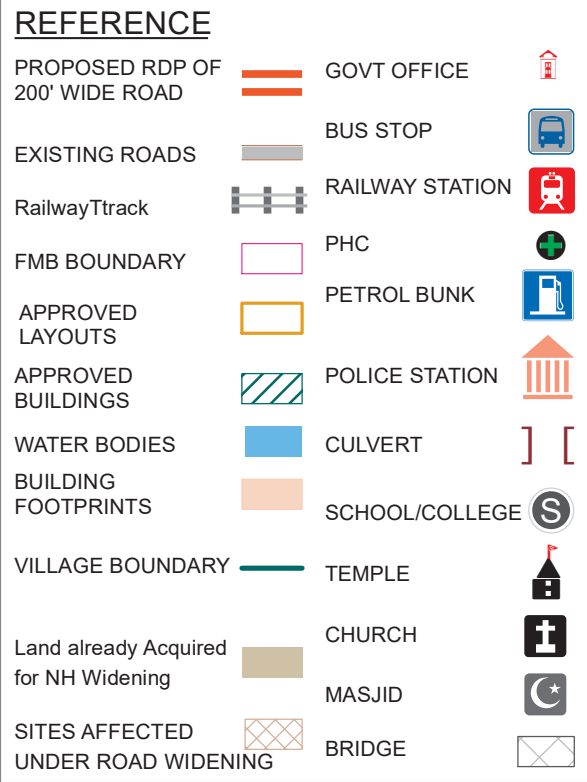 REFERENCE
PROPOSED RDP OF
200' WIDE ROAD
EXISTING ROADS
RailwayTtrack
FMB BOUNDARY
APPROVED
LAYOUTS
APPROVED
BUILDINGS
WATER BODIES
BUILDING
FOOTPRINTS
VILLAGE BOUNDARY
Land already Acquired
for NH Widening
SITES AFFECTED
UNDER ROAD WIDENING
GOVT OFFICE
BUS STOP
RAILWAY STATION
PHC
PETROL BUNK
POLICE STATION
CULVERT
SCHOOL/COLLEGE
S
TEMPLE
CHURCH
MASJID
BRIDGE